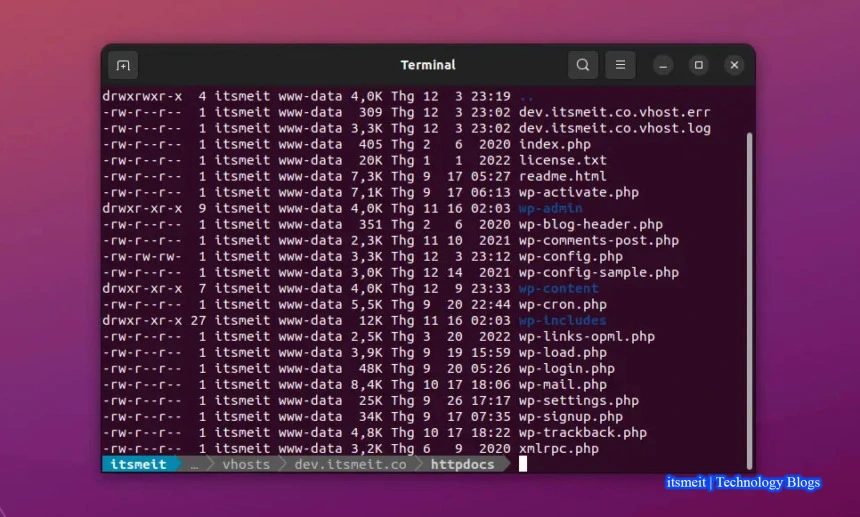 Terminal
drwxrwxr-x  4 itsmeit www-data 4,0K Thg 12  3 23:19 ..
-rw-r--r--  1 itsmeit www-data  309 Thg 12  3 23:02 dev.itsmeit.co.vhost.err
-rw-r--r--  1 itsmeit www-data 3,3K Thg 12  3 23:02 dev.itsmeit.co.vhost.log
-rw-r--r--  1 itsmeit www-data  405 Thg 2   6  2020 index.php
-rw-r--r--  1 itsmeit www-data  20K Thg 1   1  2022 license.txt
-rw-r--r--  1 itsmeit www-data 7,3K Thg 9  17 05:27 readme.html
-rw-r--r--  1 itsmeit www-data 7,1K Thg 9  17 06:13 wp-activate.php
drwxr-xr-x  9 itsmeit www-data 4,0K Thg 11 16 02:03 wp-admin
-rw-r--r--  1 itsmeit www-data  351 Thg 2   6  2020 wp-blog-header.php
-rw-r--r--  1 itsmeit www-data 2,3K Thg 11 10  2021 wp-comments-post.php
-rw-rw-rw-  1 itsmeit www-data 3,3K Thg 12  3 23:12 wp-config.php
-rw-r--r--  1 itsmeit www-data 3,0K Thg 12 14  2021 wp-config-sample.php
drwxr-xr-x  7 itsmeit www-data 4,0K Thg 12  9 23:33 wp-content
-rw-r--r--  1 itsmeit www-data 5,5K Thg 9  20 22:44 wp-cron.php
drwxr-xr-x 27 itsmeit www-data  12K Thg 11 16 02:03 wp-includes
-rw-r--r--  1 itsmeit www-data 2,5K Thg 3  20  2022 wp-links-opml.php
-rw-r--r--  1 itsmeit www-data 3,9K Thg 9  19 15:59 wp-load.php
-rw-r--r--  1 itsmeit www-data  48K Thg 9  20 05:26 wp-login.php
-rw-r--r--  1 itsmeit www-data 8,4K Thg 10 17 18:06 wp-mail.php
-rw-r--r--  1 itsmeit www-data  25K Thg 9  26 17:17 wp-settings.php
-rw-r--r--  1 itsmeit www-data  34K Thg 9  17 07:35 wp-signup.php
-rw-r--r--  1 itsmeit www-data 4,8K Thg 10 17 18:22 wp-trackback.php
-rw-r--r--  1 itsmeit www-data 3,2K Thg 6   9  2020 xmlrpc.php
itsmeit … vhosts dev.itsmeit.co httpdocs
itsmeit | Technology Blogs